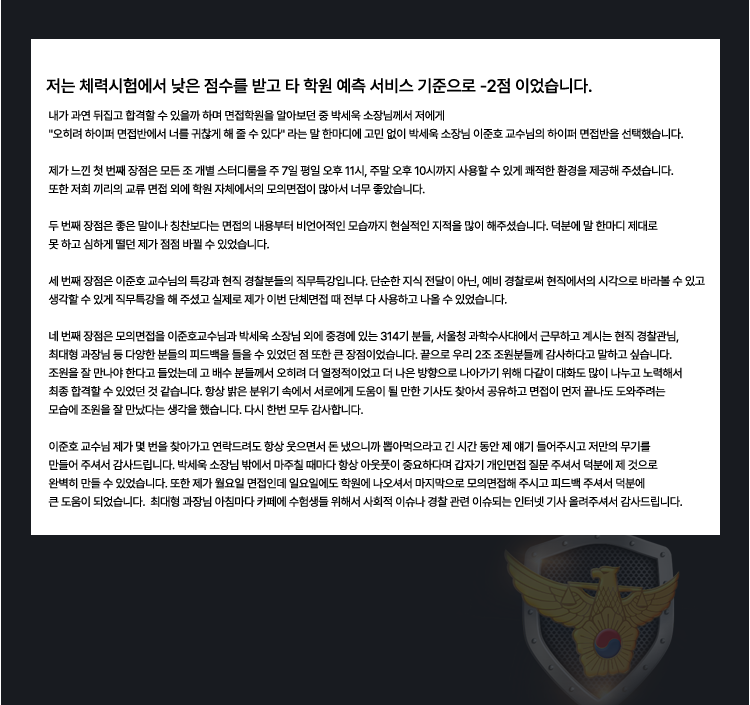 저는 체력시험에서 낮은 점수를 받고 타 학원 예측 서비스 기준으로 -2점 이었습니다.
내가 과연 뒤집고 합격할 수 있을까 하며 면접학원을 알아보던 중 박세욱 소장님께서 저에게
"오히려 하이퍼 면접반에서 너를 귀찮게 해 줄 수 있다" 라는 말 한마디에 고민 없이 박세욱 소장님 이준호 교수님의 하이퍼 면접반을 선택했습니다.
제가 느낀 첫 번째 장점은 모든 조 개별 스터디룸을 주 7일 평일 오후 11시, 주말 오후 10시까지 사용할 수 있게 쾌적한 환경을 제공해 주셨습니다.
또한 저희 끼리의 교류 면접 외에 학원 자체에서의 모의면접이 많아서 너무 좋았습니다.
두 번째 장점은 좋은 말이나 칭찬보다는 면접의 내용부터 비언어적인 모습까지 현실적인 지적을 많이 해주셨습니다. 덕분에 말 한마디 제대로
못 하고 심하게 떨던 제가 점점 바뀔 수 있었습니다.
세 번째 장점은 이준호 교수님의 특강과 현직 경찰분들의 직무특강입니다. 단순한 지식 전달이 아닌, 예비 경찰로써 현직에서의 시각으로 바라볼 수 있고
생각할 수 있게 직무특강을 해 주셨고 실제로 제가 이번 단체면접 때 전부 다 사용하고 나올 수 있었습니다.
네 번째 장점은 모의면접을 이준호교수님과 박세욱 소장님 외에 중경에 있는 314기 분들, 서울청 과학수사대에서 근무하고 계시는 현직 경찰관님,
최대형 과장님 등 다양한 분들의 피드백을 들을 수 있었던 점 또한 큰 장점이었습니다. 끝으로 우리 2조 조원분들께 감사하다고 말하고 싶습니다.
조원을 잘 만나야 한다고 들었는데 고 배수 분들께서 오히려 더 열정적이었고 더 나은 방향으로 나아가기 위해 다같이 대화도 많이 나누고 노력해서
최종 합격할 수 있었던 것 같습니다. 항상 밝은 분위기 속에서 서로에게 도움이 될 만한 기사도 찾아서 공유하고 면접이 먼저 끝나도 도와주려는
모습에 조원을 잘 만났다는 생각을 했습니다. 다시 한번 모두 감사합니다.
이준호 교수님 제가 몇 번을 찾아가고 연락드려도 항상 웃으면서 돈 냈으니까 뽑아먹으라고 긴 시간 동안 제 얘기 들어주시고 저만의 무기를
만들어 주셔서 감사드립니다. 박세욱 소장님 밖에서 마주칠 때마다 항상 아웃풋이 중요하다며 갑자기 개인면접 질문 주셔서 덕분에 제 것으로
완벽히 만들 수 있었습니다. 또한 제가 월요일 면접인데 일요일에도 학원에 나오셔서 마지막으로 모의면접해 주시고 피드백 주셔서 덕분에
큰 도움이 되었습니다. 최대형 과장님 아침마다 카페에 수험생들 위해서 사회적 이슈나 경찰 관련 이슈되는 인터넷 기사 올려주셔서 감사드립니다.